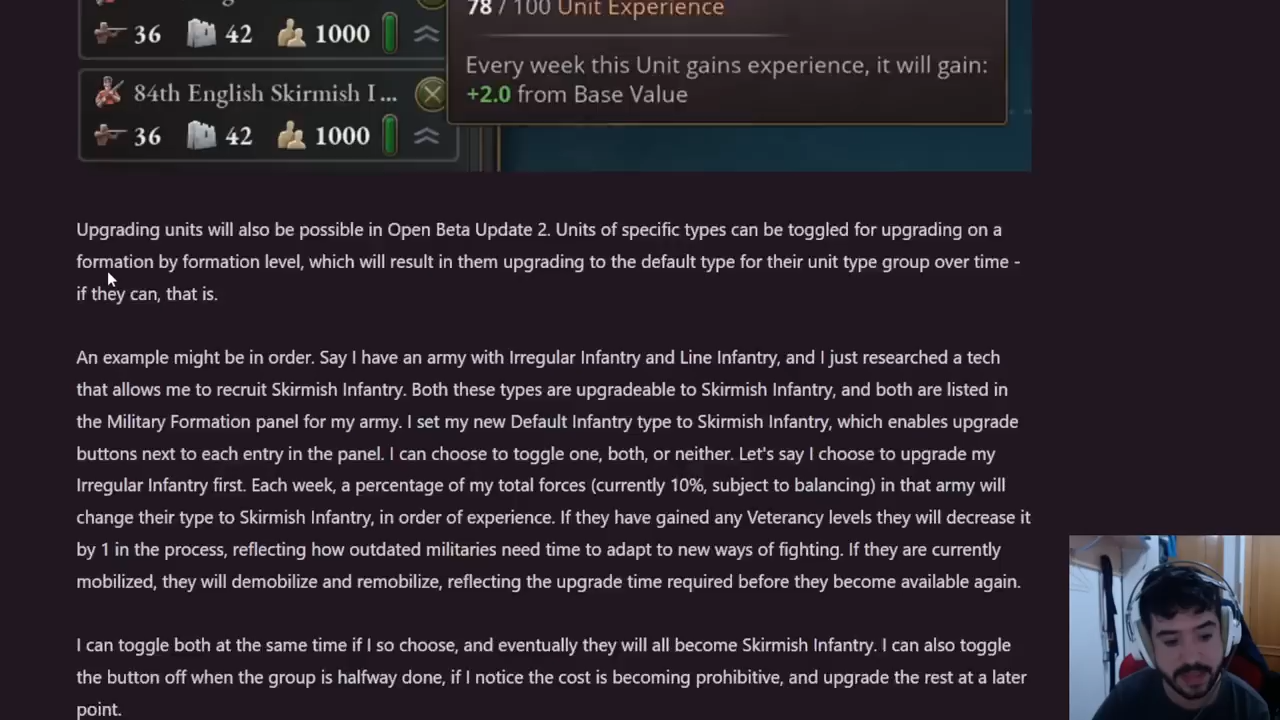 36 42 1000
78 / 100 Unit Experience
Every week this Unit gains experience, it will gain:
+2.0 from Base Value
84th English Skirmish I...
36 42 1000
Upgrading units will also be possible in Open Beta Update 2. Units of specific types can be toggled for upgrading on a
formation by formation level, which will result in them upgrading to the default type for their unit type group over time -
if they can, that is.
An example might be in order. Say I have an army with Irregular Infantry and Line Infantry, and I just researched a tech
that allows me to recruit Skirmish Infantry. Both these types are upgradeable to Skirmish Infantry, and both are listed in
the Military Formation panel for my army. I set my new Default Infantry type to Skirmish Infantry, which enables upgrade
buttons next to each entry in the panel. I can choose to toggle one, both, or neither. Let's say I choose to upgrade my
Irregular Infantry first. Each week, a percentage of my total forces (currently 10%, subject to balancing) in that army will
change their type to Skirmish Infantry, in order of experience. If they have gained any Veterancy levels they will decrease it
by 1 in the process, reflecting how outdated militaries need time to adapt to new ways of fighting. If they are currently
mobilized, they will demobilize and remobilize, reflecting the upgrade time required before they become available again.
I can toggle both at the same time if I so choose, and eventually they will all become Skirmish Infantry. I can also toggle
the button off when the group is halfway done, if I notice the cost is becoming prohibitive, and upgrade the rest at a later
point.